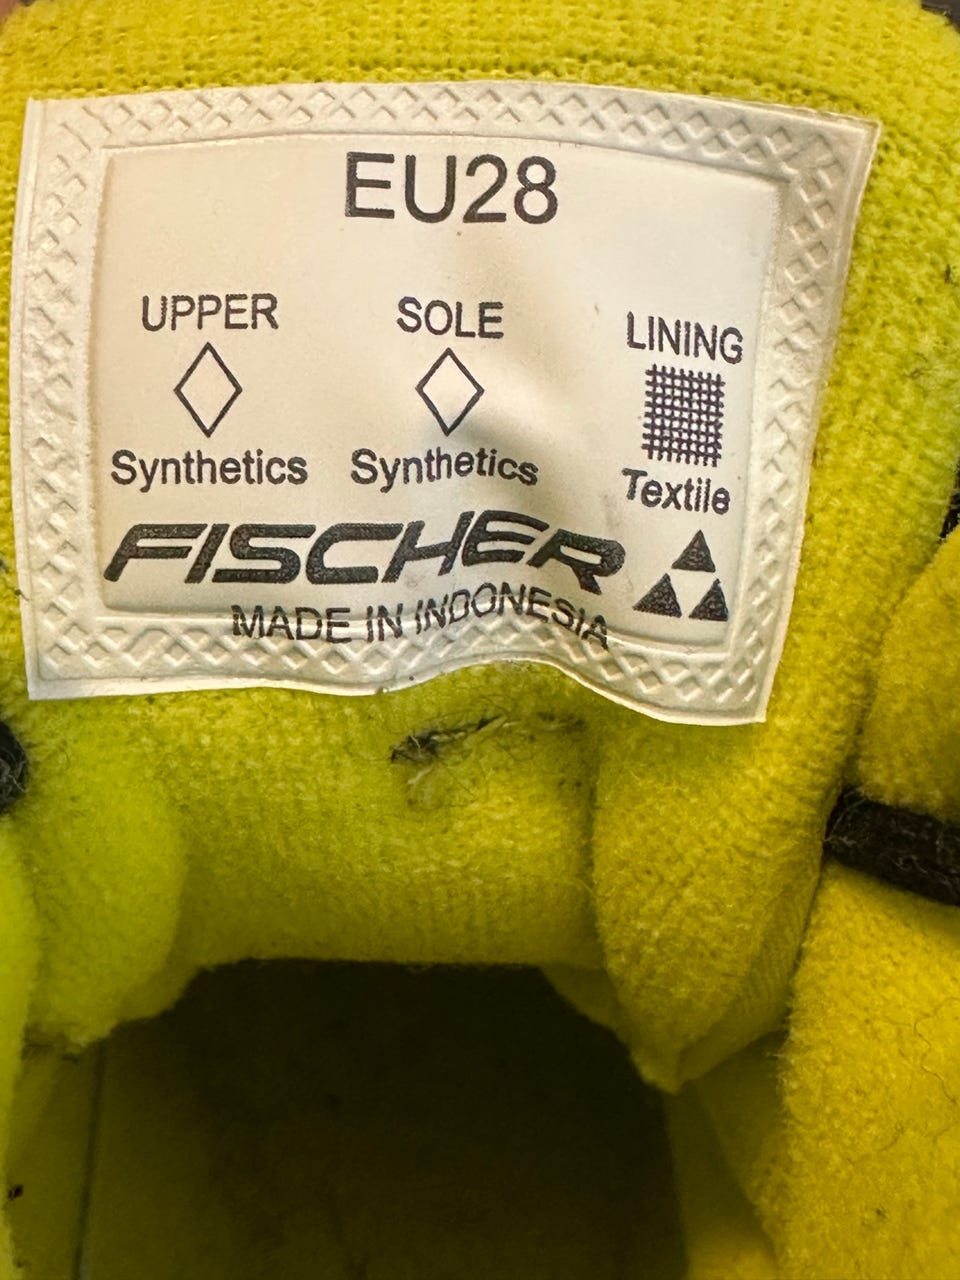 EU28
UPPER SOLE LINING
Synthetics Synthetics Textile
FISCHER
MADE IN INDONESIA